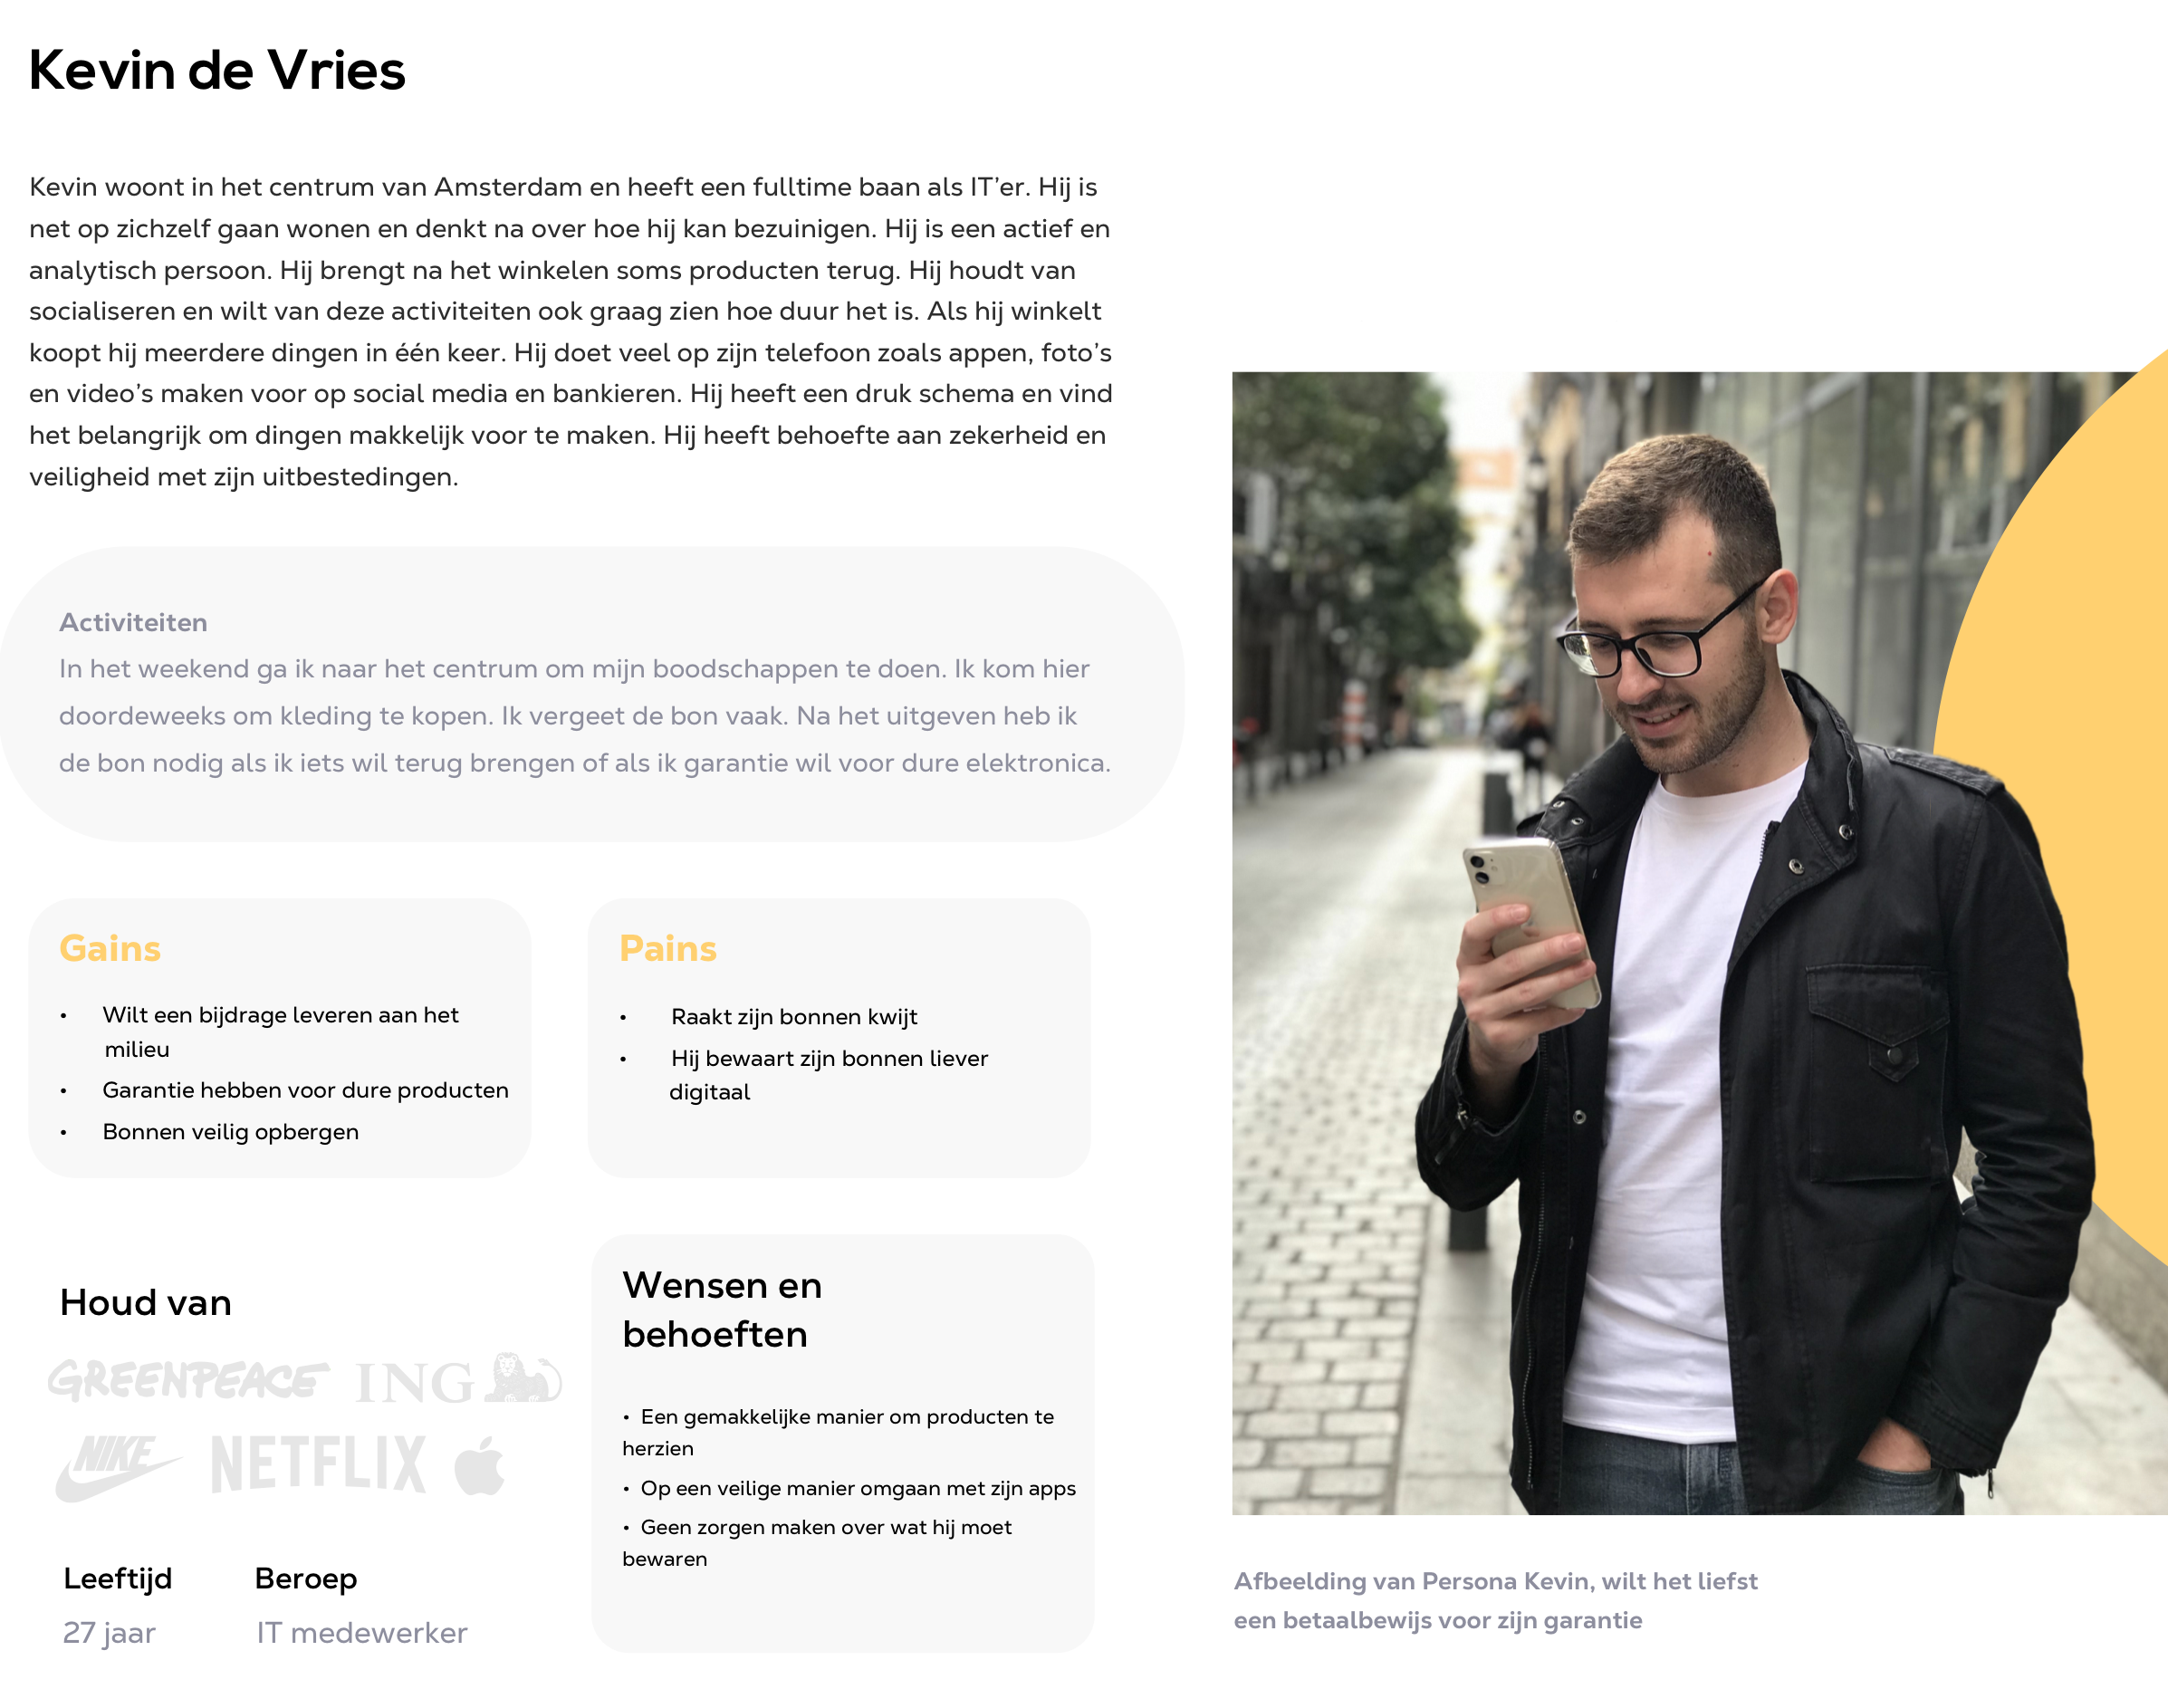 Kevin de Vries
Kevin woont in het centrum van Amsterdam en heeft een fulltime baan als IT’er. Hij is
net op zichzelf gaan wonen en denkt na over hoe hij kan bezuinigen. Hij is een actief en
analytisch persoon. Hij brengt na het winkelen soms producten terug. Hij houdt van
socialiseren en wilt van deze activiteiten ook graag zien hoe duur het is. Als hij winkelt
koopt hij meerdere dingen in één keer. Hij doet veel op zijn telefoon zoals appen, foto’s
en video’s maken voor op social media en bankieren. Hij heeft een druk schema en vind
het belangrijk om dingen makkelijk voor te maken. Hij heeft behoefte aan zekerheid en
veiligheid met zijn uitbestedingen.
Activiteiten
In het weekend ga ik naar het centrum om mijn boodschappen te doen. Ik kom hier
doordeweeks om kleding te kopen. Ik vergeet de bon vaak. Na het uitgeven heb ik
de bon nodig als ik iets wil terug brengen of als ik garantie wil voor dure elektronica.
Gains
• Wilt een bijdrage leveren aan het
milieu
• Garantie hebben voor dure producten
• Bonnen veilig opbergen
Pains
• Raakt zijn bonnen kwijt
• Hij bewaart zijn bonnen liever
digitaal
Houd van
GREENPEACE ING
NIKE NETFLIX
Leeftijd Beroep
27 jaar IT medewerker
Wensen en
behoeften
• Een gemakkelijke manier om producten te
herzien
• Op een veilige manier omgaan met zijn apps
• Geen zorgen maken over wat hij moet
bewaren
Afbeelding van Persona Kevin, wilt het liefst
een betaalbewijs voor zijn garantie